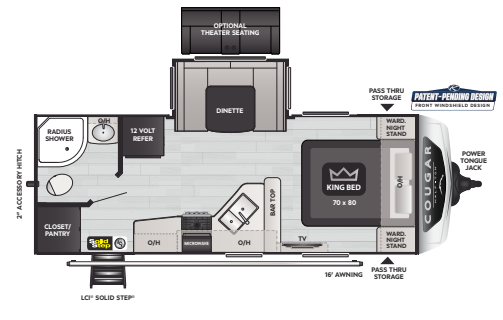 OPTIONAL
THEATER SEATING
DINETTE
PASS THRU
STORAGE
PATENT-PENDING DESIGN
FRONT WINDSHIELD DESIGN
RADIUS
SHOWER
O/H
12 VOLT
REFER
WARD.
NIGHT
STAND
2" ACCESSORY HITCH
KING BED
70 x 80
O/H
COUGAR
POWER
TONGUE
JACK
CLOSET/
PANTRY
Solid
Step
O/H
MICROWAVE
O/H
BAR TOP
TV
WARD.
NIGHT
STAND
16' AWNING
PASS THRU
STORAGE
LCI® SOLID STEP®